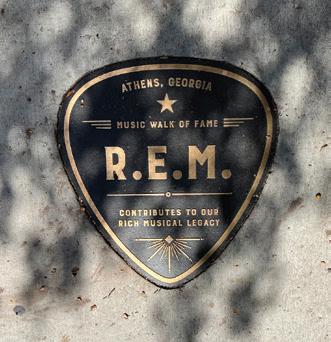 ATHENS, GEORGIA
MUSIC WALK OF FAME
R.E.M.
CONTRIBUTES TO OUR
RICH MUSICAL LEGACY